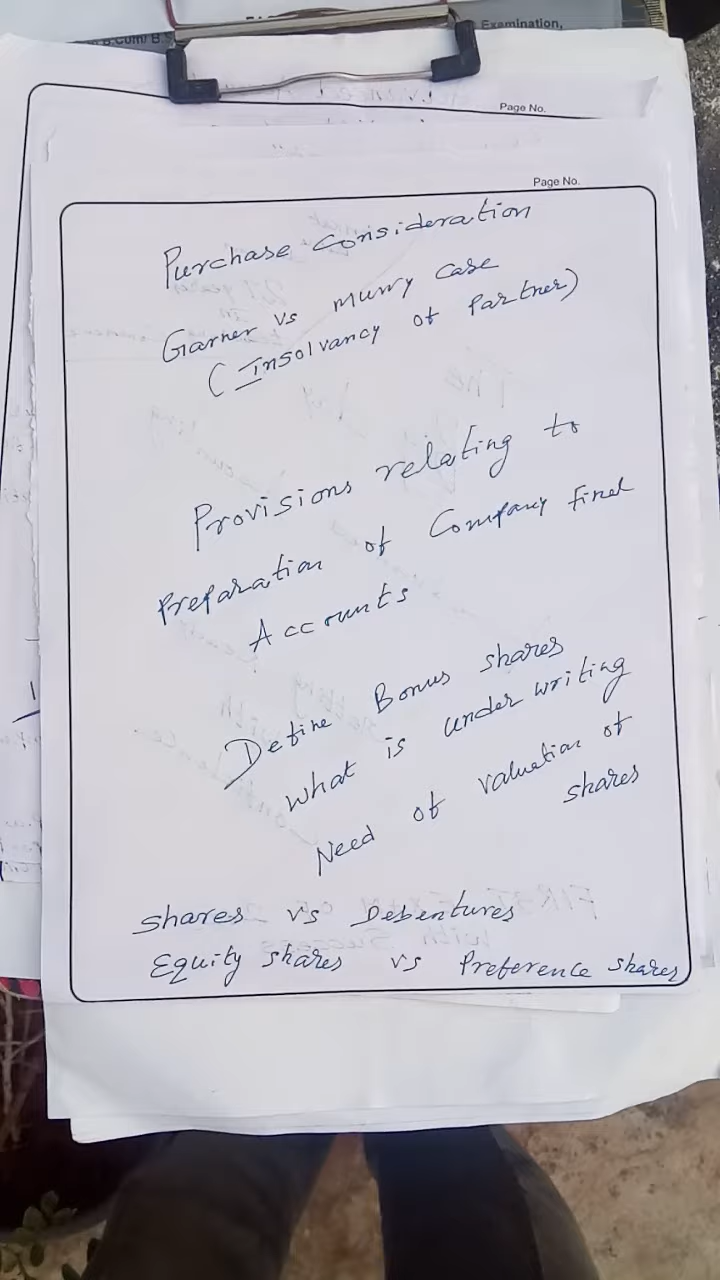 Examination,
Page No.
Page No.
Purchase consideration
Garner vs Murry Case
(Insolvancy of Partner)
Provisions relating to
Preparation of Company final
Accounts
Define Bonus shares
What is under writing
Need of valuation of
shares
Shares vs Debentures
Equity shares vs Preference shares